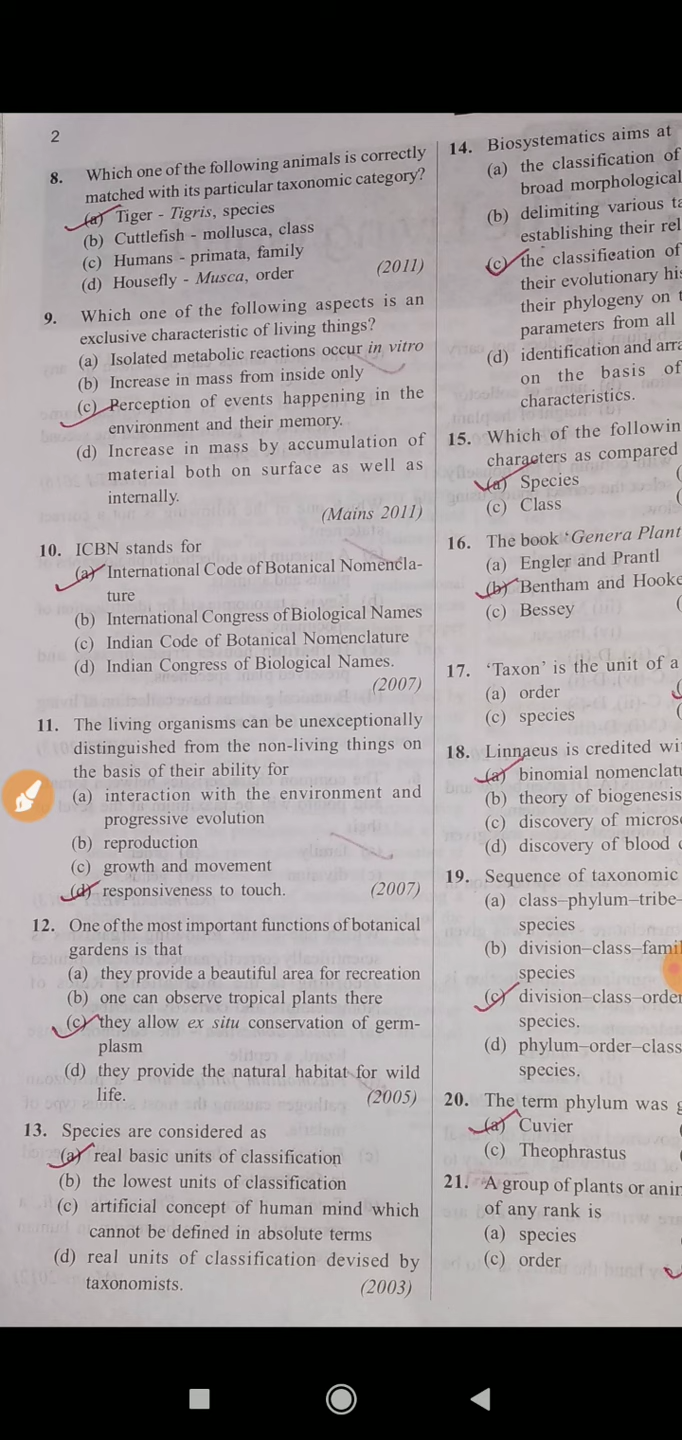 2
8. Which one of the following animals is correctly
matched with its particular taxonomic category?
(a) Tiger - Tigris, species
(b) Cuttlefish - mollusca, class
(c) Humans - primata, family
(d) Housefly - Musca, order (2011)
9. Which one of the following aspects is an
exclusive characteristic of living things?
(a) Isolated metabolic reactions occur in vitro
(b) Increase in mass from inside only
(c) Perception of events happening in the
environment and their memory.
(d) Increase in mass by accumulation of
material both on surface as well as
internally.
(Mains 2011)
10. ICBN stands for
(a) International Code of Botanical Nomencla-
ture
(b) International Congress of Biological Names
(c) Indian Code of Botanical Nomenclature
(d) Indian Congress of Biological Names.
(2007)
11. The living organisms can be unexceptionally
distinguished from the non-living things on
the basis of their ability for
(a) interaction with the environment and
progressive evolution
(b) reproduction
(c) growth and movement
(d) responsiveness to touch. (2007)
12. One of the most important functions of botanical
gardens is that
(a) they provide a beautiful area for recreation
(b) one can observe tropical plants there
(c) they allow ex situ conservation of germ-
plasm
(d) they provide the natural habitat for wild
life. (2005)
13. Species are considered as
(a) real basic units of classification
(b) the lowest units of classification
(c) artificial concept of human mind which
cannot be defined in absolute terms
(d) real units of classification devised by
taxonomists. (2003)
14. Biosystematics aims at
(a) the classification of
broad morphological
(b) delimiting various
establishing their
(c) the classification of
their evolutionary
their phylogeny on
parameters from all
(d) identification and
on the basis of
characteristics.
15. Which of the
characters as compared
(a) Species
(c) Class
16. The book 'Genera
(a) Engler and Prantl
(b) Bentham and
(c) Bessey
17. 'Taxon' is the unit of a
(a) order
(c) species
18. Linnaeus is credited
(a) binomial
(b) theory of biogenesis
(c) discovery of
(d) discovery of blood
19. Sequence of taxonomic
(a) class–phylum–tribe–
species
(b) division–class–
species
(c) division–class–order
species.
(d) phylum–order–class
species.
20. The term phylum was
(a) Cuvier
(c) Theophrastus
21. A group of plants or
of any rank is
(a) species
(c) order